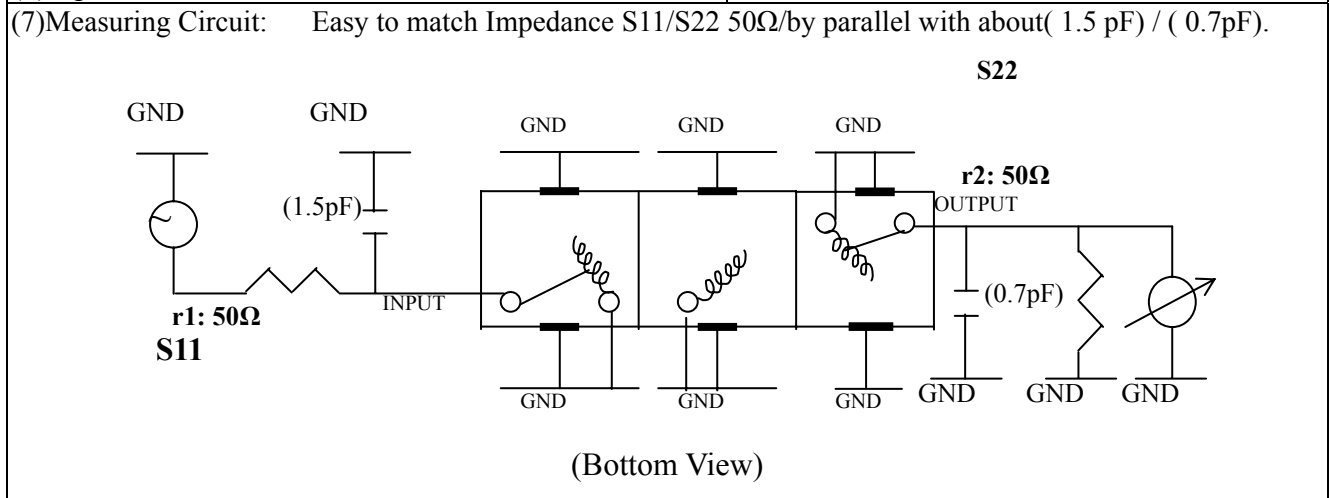 (7)Measuring Circuit: Easy to match Impedance S11/S22 50Ω/by parallel with about( 1.5 pF) / ( 0.7pF).
S22
GND GND GND GND GND
r2: 50Ω
(1.5pF) OUTPUT
INPUT (0.7pF)
r1: 50Ω
S11
GND GND GND GND GND GND
(Bottom View)